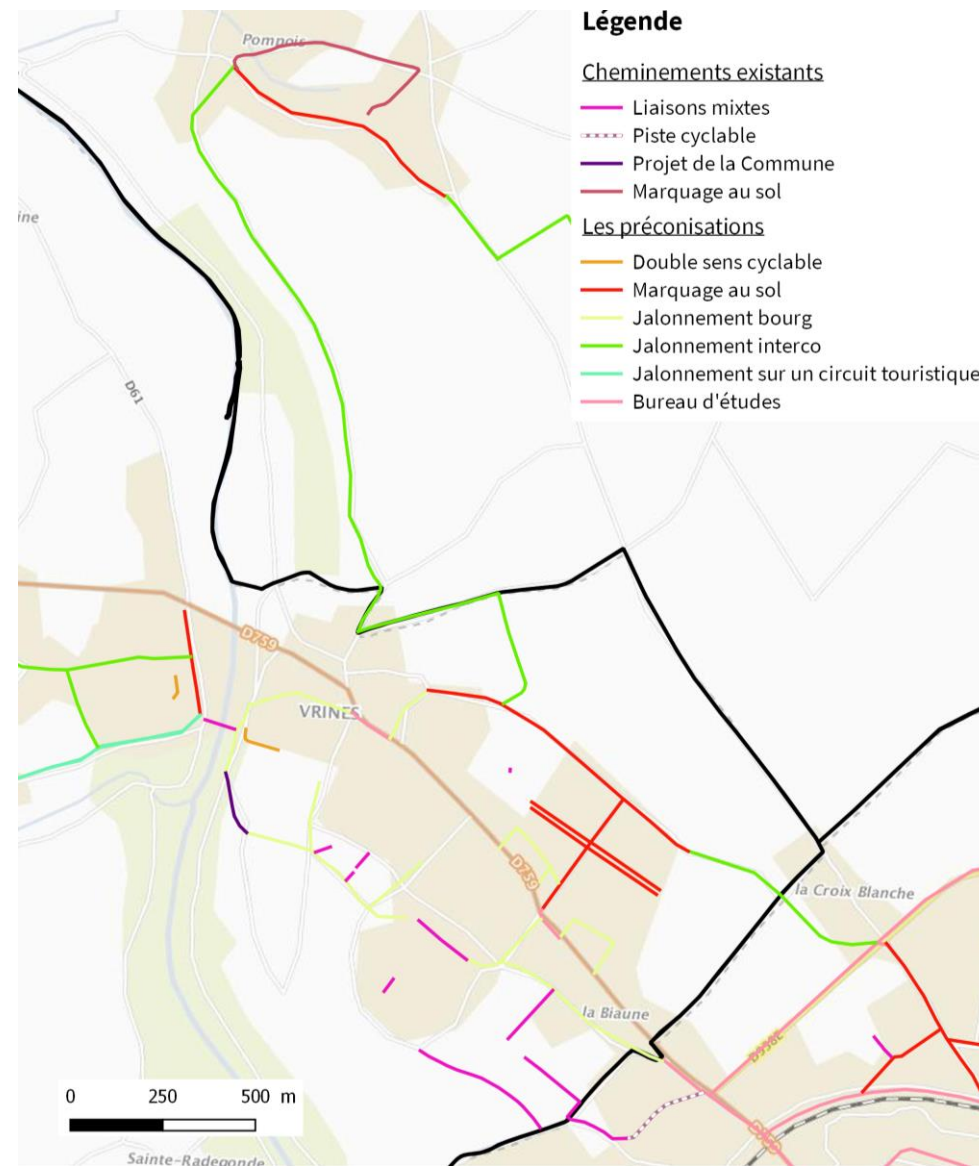 Légende
Cheminements existants
Liaisons mixtes
Piste cyclable
Projet de la Commune
Marquage au sol
Les préconisations
Double sens cyclable
Marquage au sol
Jalonnement bourg
Jalonnement interco
Jalonnement sur un circuit touristique
Bureau d'études
Pompois
ine
D61
D759
VRINES
D759
la Croix Blanche
la Biaune
D938E
0 250 500 m
Sainte-Radegonde